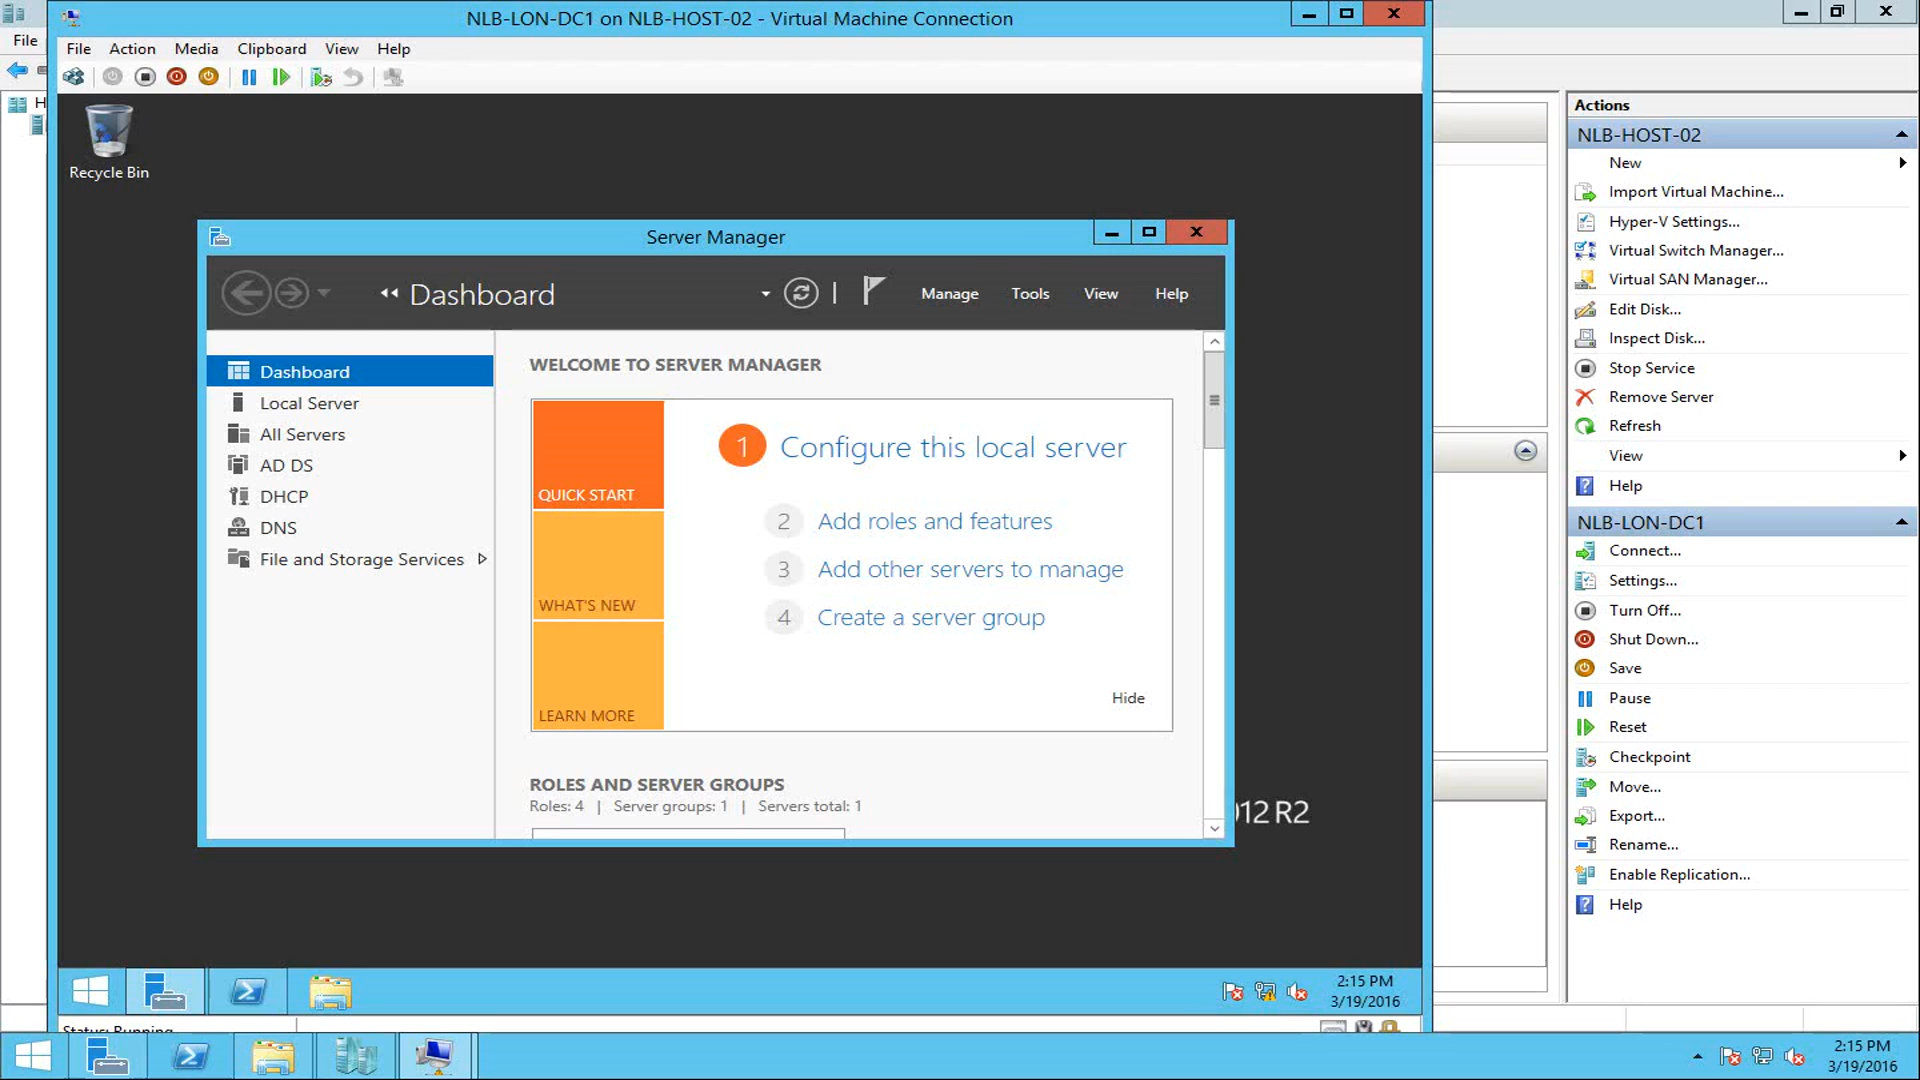 NLB-LON-DC1 on NLB-HOST-02 - Virtual Machine Connection
File
File Action Media Clipboard View Help
H
Recycle Bin
Server Manager
Dashboard
Manage Tools View Help
Dashboard
Local Server
All Servers
AD DS
DHCP
DNS
File and Storage Services
WELCOME TO SERVER MANAGER
QUICK START
WHAT'S NEW
LEARN MORE
1 Configure this local server
2 Add roles and features
3 Add other servers to manage
4 Create a server group
Hide
ROLES AND SERVER GROUPS
Roles: 4 | Server groups: 1 | Servers total: 1
012 R2
2:15 PM
3/19/2016
Status: Running
Actions
NLB-HOST-02
New
Import Virtual Machine...
Hyper-V Settings...
Virtual Switch Manager...
Virtual SAN Manager...
Edit Disk...
Inspect Disk...
Stop Service
Remove Server
Refresh
View
Help
NLB-LON-DC1
Connect...
Settings...
Turn Off...
Shut Down...
Save
Pause
Reset
Checkpoint
Move...
Export...
Rename...
Enable Replication...
Help
2:15 PM
3/19/2016